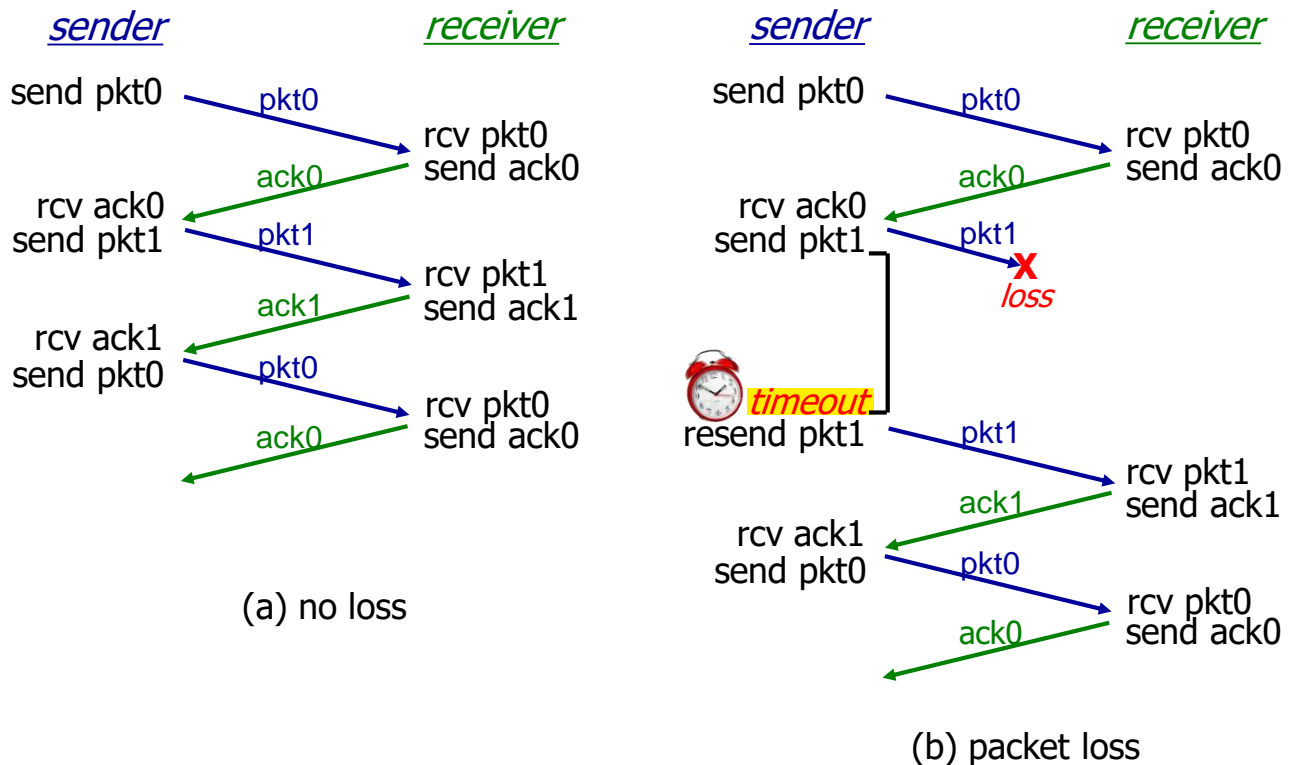 sender
receiver
send pkt0
pkt0
rcv pkt0
send ack0
ack0
rcv ack0
send pkt1
pkt1
rcv pkt1
send ack1
ack1
rcv ack1
send pkt0
pkt0
rcv pkt0
send ack0
ack0
(a) no loss
sender
receiver
send pkt0
pkt0
rcv pkt0
send ack0
ack0
rcv ack0
send pkt1
pkt1
X
loss
timeout
resend pkt1
pkt1
rcv pkt1
send ack1
ack1
rcv ack1
send pkt0
pkt0
rcv pkt0
send ack0
ack0
(b) packet loss